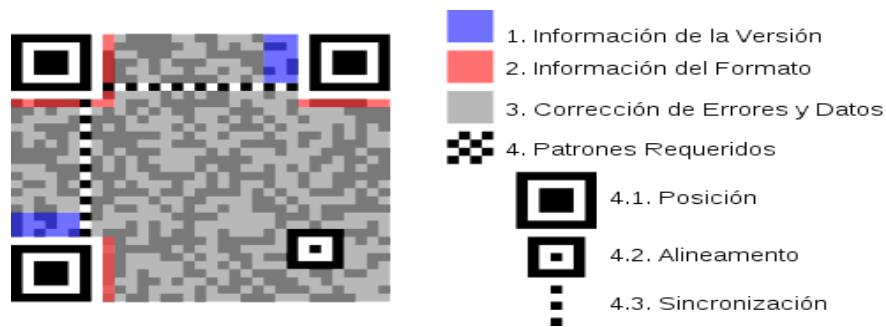 1. Información de la Versión
2. Información del Formato
3. Corrección de Errores y Datos
4. Patrones Requeridos
4.1. Posición
4.2. Alineamento
4.3. Sincronización